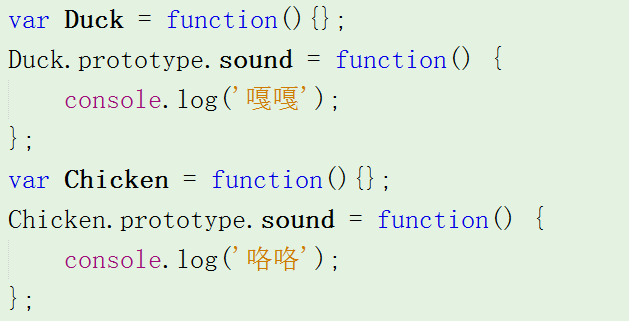 var Duck = function(){};
Duck.prototype.sound = function() {
    console.log('嘎嘎');
};
var Chicken = function(){};
Chicken.prototype.sound = function() {
    console.log('咯咯');
};